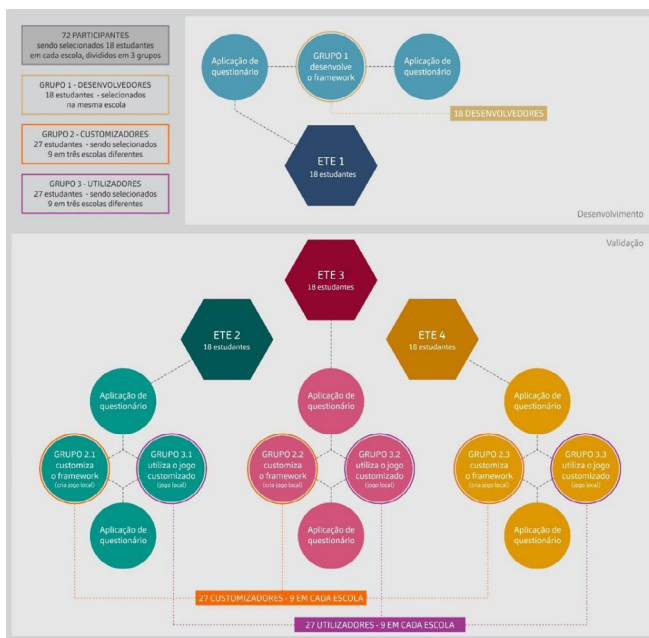 72 PARTICIPANTES
sendo selecionados 18 estudantes
em cada escola, divididos em 3 grupos
GRUPO 1 - DESENVOLVEDORES
18 estudantes - selecionados
na mesma escola
GRUPO 2 - CUSTOMIZADORES
27 estudantes - sendo selecionados
9 em três escolas diferentes
GRUPO 3 - UTILIZADORES
27 estudantes - sendo selecionados
9 em três escolas diferentes
Aplicação de
questionário
GRUPO 1
desenvolve
o framework
Aplicação de
questionário
18 DESENVOLVEDORES
ETE 1
18 estudantes
Desenvolvimento
Validação
ETE 3
18 estudantes
ETE 2
18 estudantes
ETE 4
18 estudantes
Aplicação de
questionário
Aplicação de
questionário
Aplicação de
questionário
GRUPO 2.1
customiza
o framework
(cria jogo local)
GRUPO 3.1
utiliza o jogo
customizado
(jogo local)
GRUPO 2.2
customiza
o framework
(cria jogo local)
GRUPO 3.2
utiliza o jogo
customizado
(jogo local)
GRUPO 2.3
customiza
o framework
(cria jogo local)
GRUPO 3.3
utiliza o jogo
customizado
(jogo local)
Aplicação de
questionário
Aplicação de
questionário
Aplicação de
questionário
27 CUSTOMIZADORES - 9 EM CADA ESCOLA
27 UTILIZADORES - 9 EM CADA ESCOLA